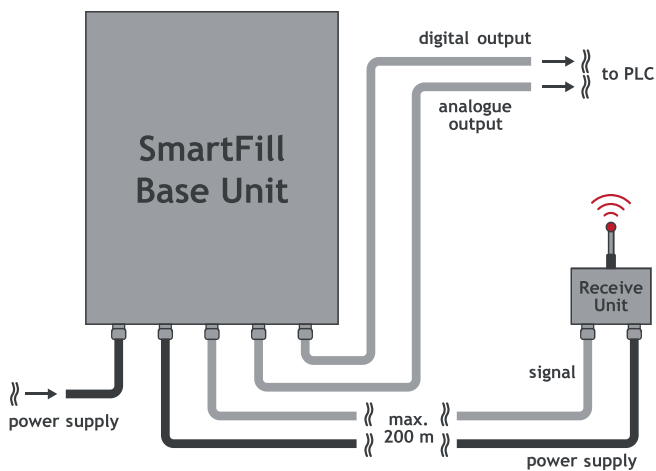 digital output
to PLC
analogue
output
SmartFill
Base Unit
Receive
Unit
signal
power supply
max.
200 m
power supply